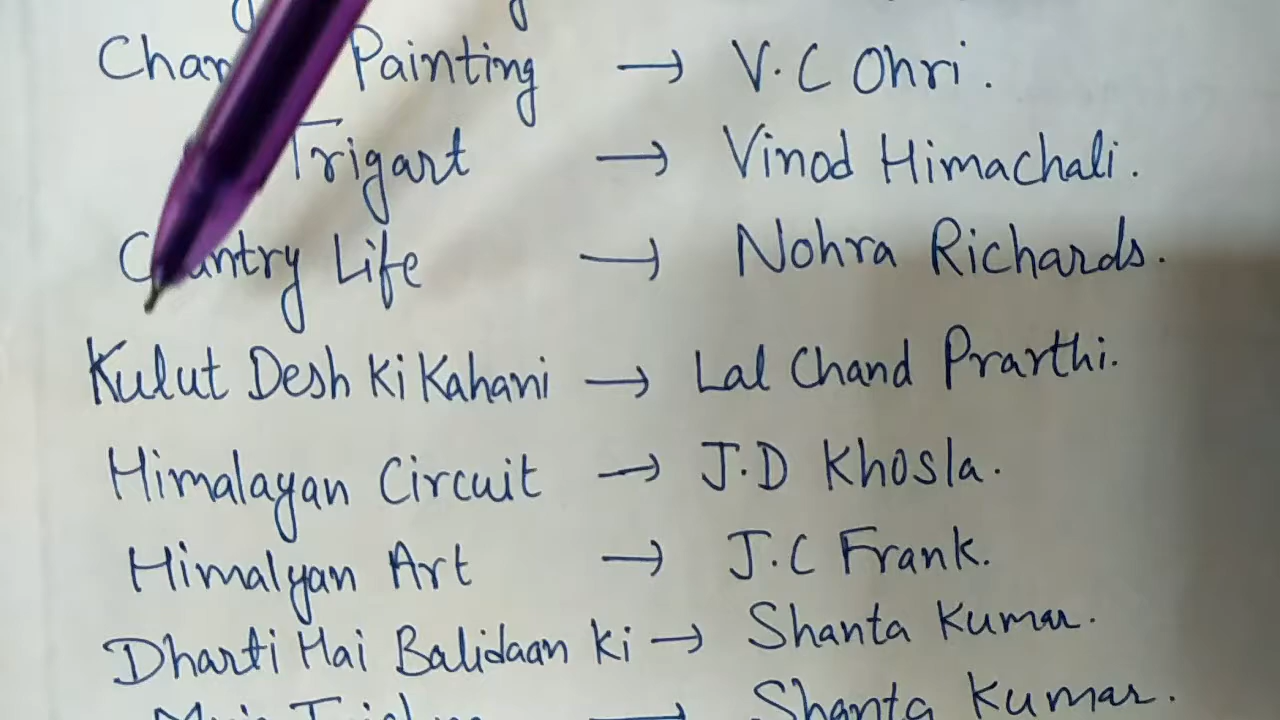 Painting → V.C Ohri.
Trigart → Vinod Himachali.
Life → Nohra Richards.
Kulut Desh Ki Kahani → Lal Chand Prarthi.
Himalayan Circuit → J.D Khosla.
Himalyan Art → J.C Frank.
Dharti Hai Balidaan ki → Shanta Kumar.
→ Shanta Kumar.